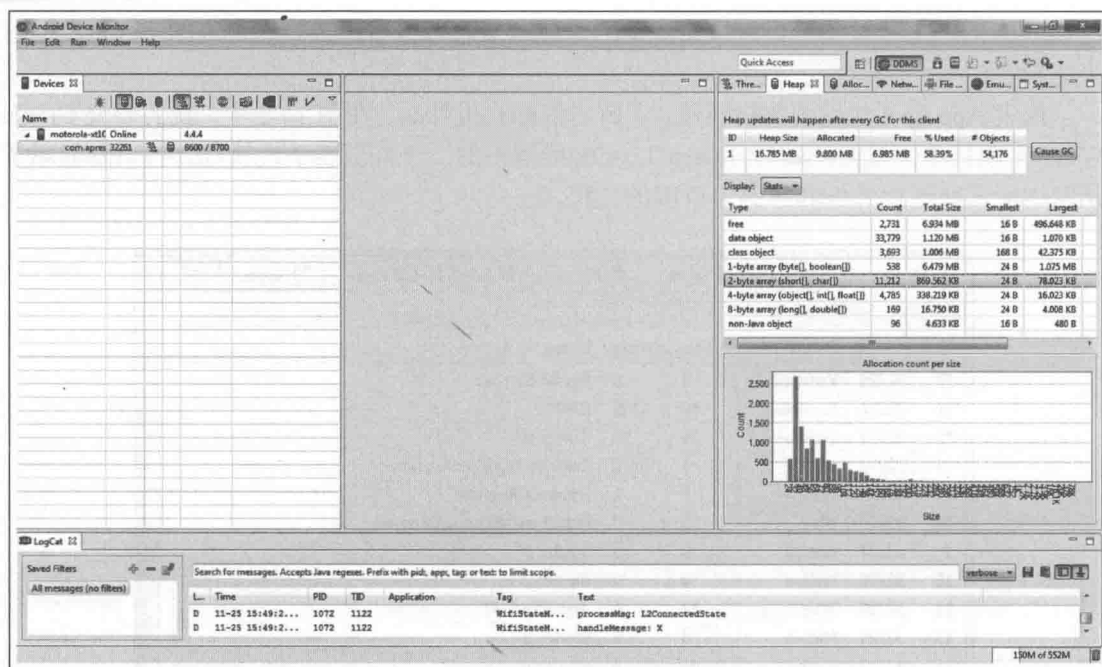 Android Device Monitor
File Edit Run Window Help
Quick Access
DDMS
Devices
Name
motorola-xt10 Online 4.4.4
com.apres 32261 8600 / 8700
Thre... Heap Alloc... Netw... File ... Emu... Syst...
Heap updates will happen after every GC for this client
ID Heap Size Allocated Free % Used # Objects
1 16.785 MB 9.800 MB 6.985 MB 58.39% 54,176
Cause GC
Display: Stats
Type Count Total Size Smallest Largest
free 2,731 6.934 MB 16 B 496.648 KB
data object 33,779 1.120 MB 16 B 1.070 KB
class object 3,693 1.006 MB 168 B 42.375 KB
1-byte array (byte[], boolean[]) 538 6.479 MB 24 B 1.075 MB
2-byte array (short[], char[]) 11,212 869.562 KB 24 B 78.023 KB
4-byte array (object[], int[], float[]) 4,785 338.219 KB 24 B 16.023 KB
8-byte array (long[], double[]) 169 16.750 KB 24 B 4.008 KB
non-Java object 96 4.633 KB 16 B 480 B
Allocation count per size
Count
2,500
2,000
1,500
1,000
500
0
Size
LogCat
Saved Filters
All messages (no filters)
Search for messages. Accepts Java regexes. Prefix with pid:, app:, tag: or text: to limit scope.
verbose
L... Time PID TID Application Tag Text
D 11-25 15:49:2... 1072 1122 WifiStateM... processMsg: L2ConnectedState
D 11-25 15:49:2... 1072 1122 WifiStateM... handleMessage: X
150M of 552M